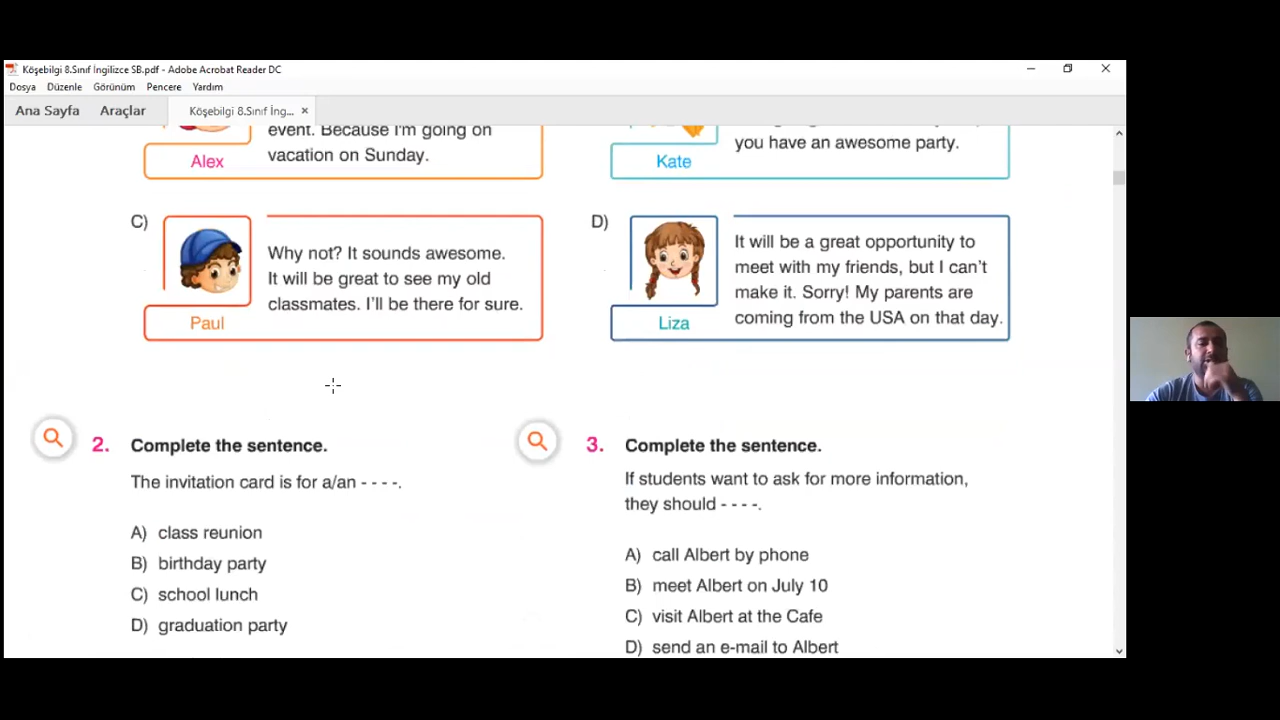 Köşebilgi 8.Sınıf İngilizce SB.pdf - Adobe Acrobat Reader DC
Dosya Düzenle Görünüm Pencere Yardım
Ana Sayfa Araçlar Köşebilgi 8.Sınıf İng...
event. Because I'm going on
vacation on Sunday.
Alex
you have an awesome party.
Kate
C)
Why not? It sounds awesome.
It will be great to see my old
classmates. I'll be there for sure.
Paul
D)
It will be a great opportunity to
meet with my friends, but I can't
make it. Sorry! My parents are
coming from the USA on that day.
Liza
2. Complete the sentence.
The invitation card is for a/an - - - -.
A) class reunion
B) birthday party
C) school lunch
D) graduation party
3. Complete the sentence.
If students want to ask for more information,
they should - - - -.
A) call Albert by phone
B) meet Albert on July 10
C) visit Albert at the Cafe
D) send an e-mail to Albert